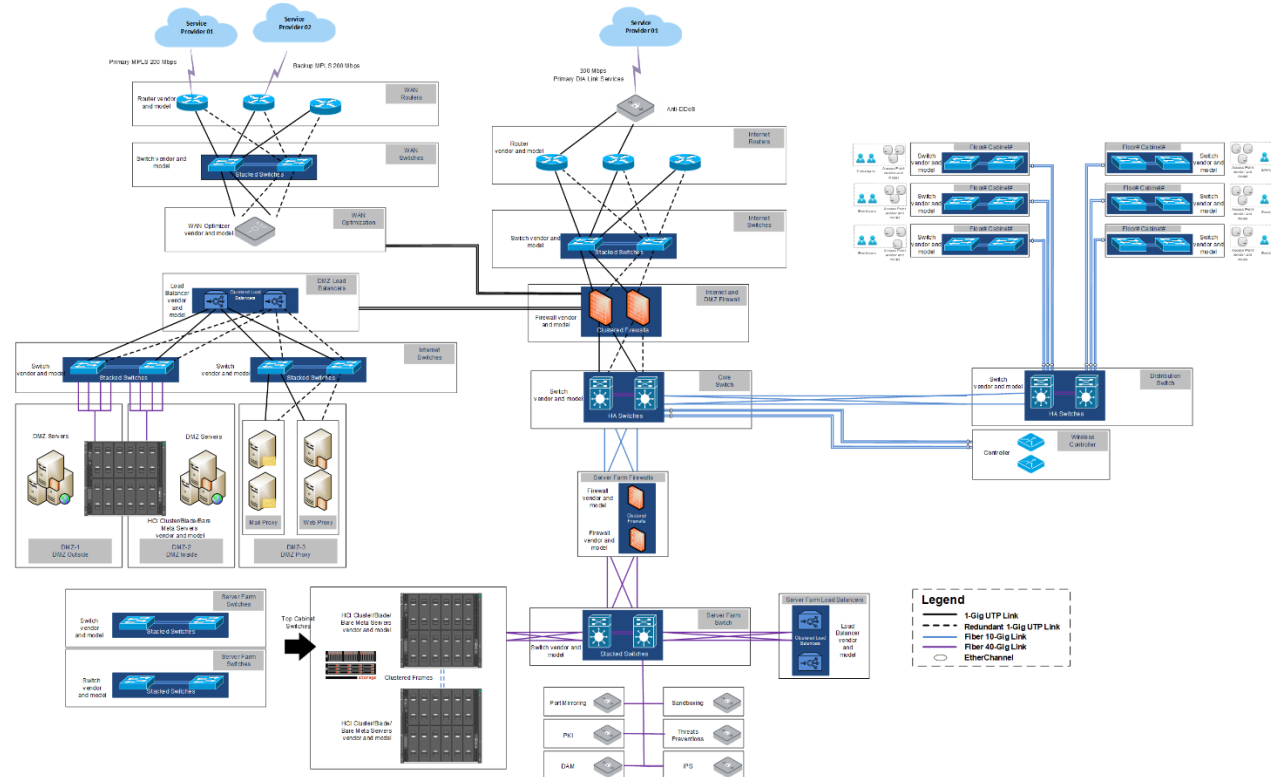 Service
Provider 01
Service
Provider 02
Primary MPLS 200 Mbps
Backup MPLS 200 Mbps
Router vendor
and model
WAN
Routers
Switch vendor and
model
WAN
Switches
Stacked Switches
WAN
Optimization
WAN Optimizer
vendor and model
Service
Provider 01
300 Mbps
Primary DIA Link Services
Anti-DDoS
Internet
Routers
Router
vendor and model
Internet
Switches
Switch vendor and
model
Stacked Switches
Internet and
DMZ Firewall
Firewall vendor
and model
Clustered Firewalls
Load
Balancer
vendor
and
model
Clustered Load
Balancers
DMZ Load
Balancers
Internet
Switches
Switch
vendor and model
Stacked Switches
Switch
vendor and model
Stacked Switches
DMZ Servers
DMZ Servers
HCI Cluster/Blade/Bare
Meta Servers
vendor and model
Mail Proxy
Web Proxy
DMZ-1
DMZ Outside
DMZ-2
DMZ Inside
DMZ-3
DMZ Proxy
Core
Switch
Switch
vendor and model
HA Switches
Distribution
Switch
Switch
vendor and model
HA Switches
Wireless
Controller
Controller
Floor# Cabinet#
Switch
vendor and
model
Floor# Cabinet#
Switch
vendor and
model
Floor# Cabinet#
Switch
vendor and
model
Floor# Cabinet#
Switch
vendor and
model
Floor# Cabinet#
Switch
vendor and
model
Floor# Cabinet#
Switch
vendor and
model
Server Farm Firewalls
Firewall
vendor and
model
Firewall
vendor and
model
Firewalls
Server Farm
Switches
Switch
vendor and
model
Stacked Switches
Server Farm
Switches
Switch
vendor and
model
Stacked Switches
Top Cabinet
Switches
HCI Cluster/Blade/
Bare Meta Servers
vendor and model
storage
Clustered Frames
HCI Cluster/Blade/
Bare Meta Servers
vendor and model
Server Farm
Switch
Switch vendor and
model
Stacked Switches
Server Farm Load Balancers
Clustered Load
Balancers
Load
Balancer
vendor
and
model
Port Mirroring
Sandboxing
PKI
Threats
Preventions
DAM
IPS
Legend
1-Gig UTP Link
Redundant 1-Gig UTP Link
Fiber 10-Gig Link
Fiber 40-Gig Link
EtherChannel